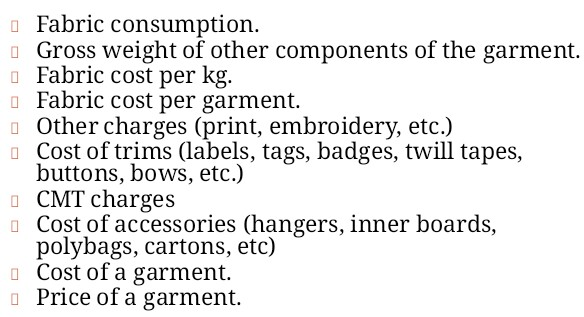 Fabric consumption.
Gross weight of other components of the garment.
Fabric cost per kg.
Fabric cost per garment.
Other charges (print, embroidery, etc.)
Cost of trims (labels, tags, badges, twill tapes,
buttons, bows, etc.)
CMT charges
Cost of accessories (hangers, inner boards,
polybags, cartons, etc)
Cost of a garment.
Price of a garment.